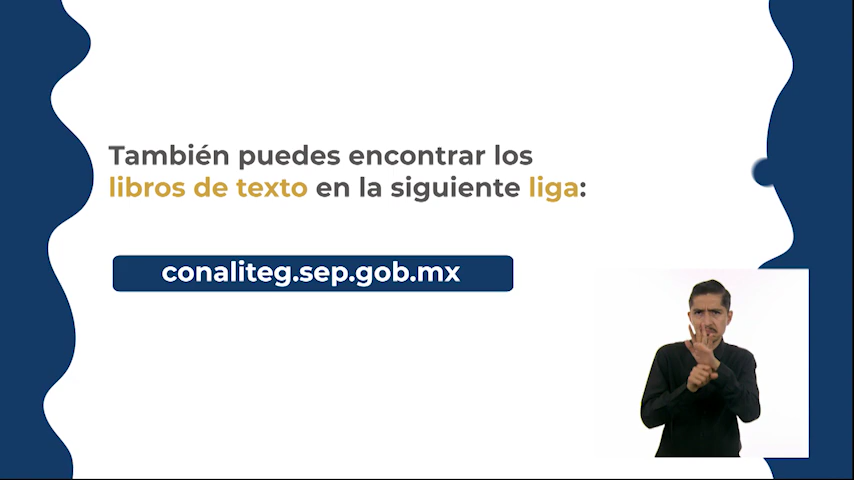 También puedes encontrar los
libros de texto en la siguiente liga:
conaliteg.sep.gob.mx